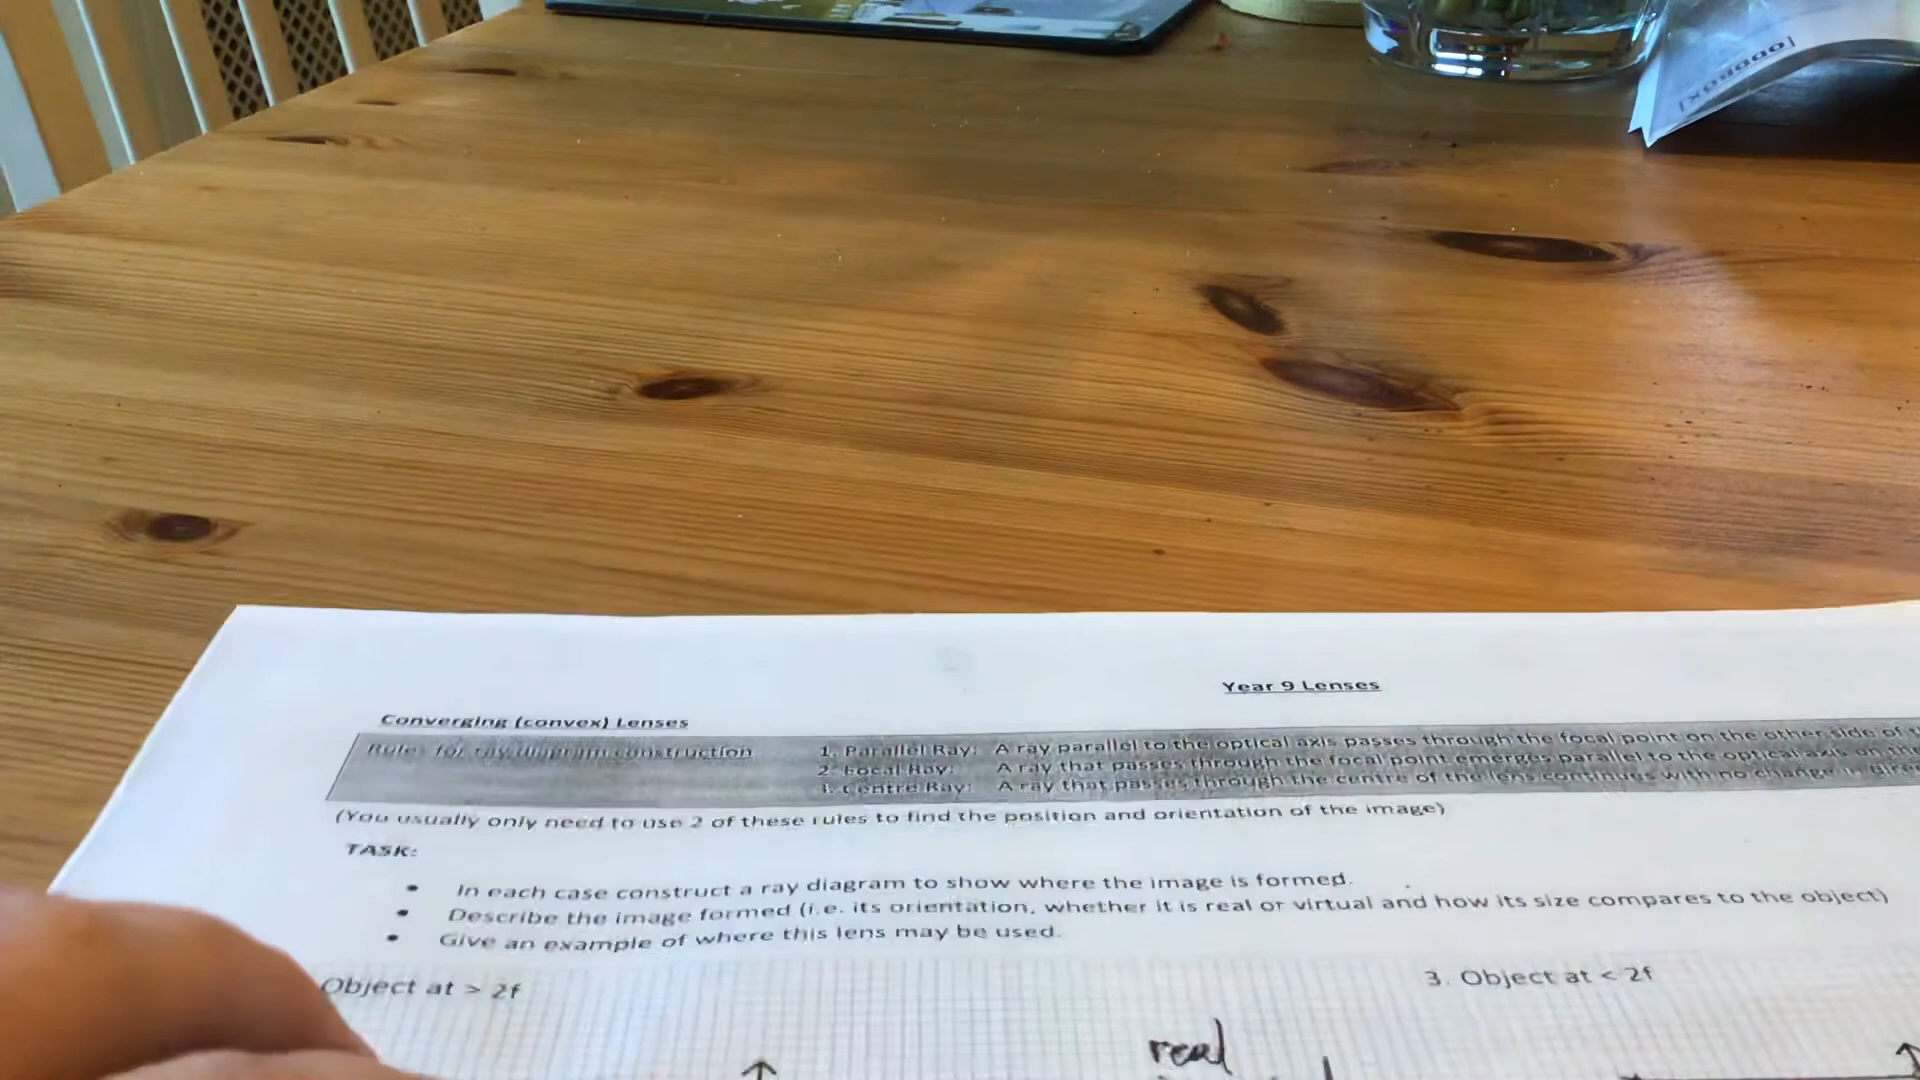 Year 9 Lenses
Converging (convex) Lenses
Rules for ray diagram construction
1. Parallel Ray: A ray parallel to the optical axis passes through the focal point on the other side of
2. Focal Ray: A ray that passes through the focal point emerges parallel to the optical axis on the
3. Centre Ray: A ray that passes through the centre of the lens continues with no change in
(You usually only need to use 2 of these rules to find the position and orientation of the image)
TASK:
• In each case construct a ray diagram to show where the image is formed.
• Describe the image formed (i.e. its orientation, whether it is real or virtual and how its size compares to the object)
• Give an example of where this lens may be used.
Object at > 2f
3. Object at < 2f
real